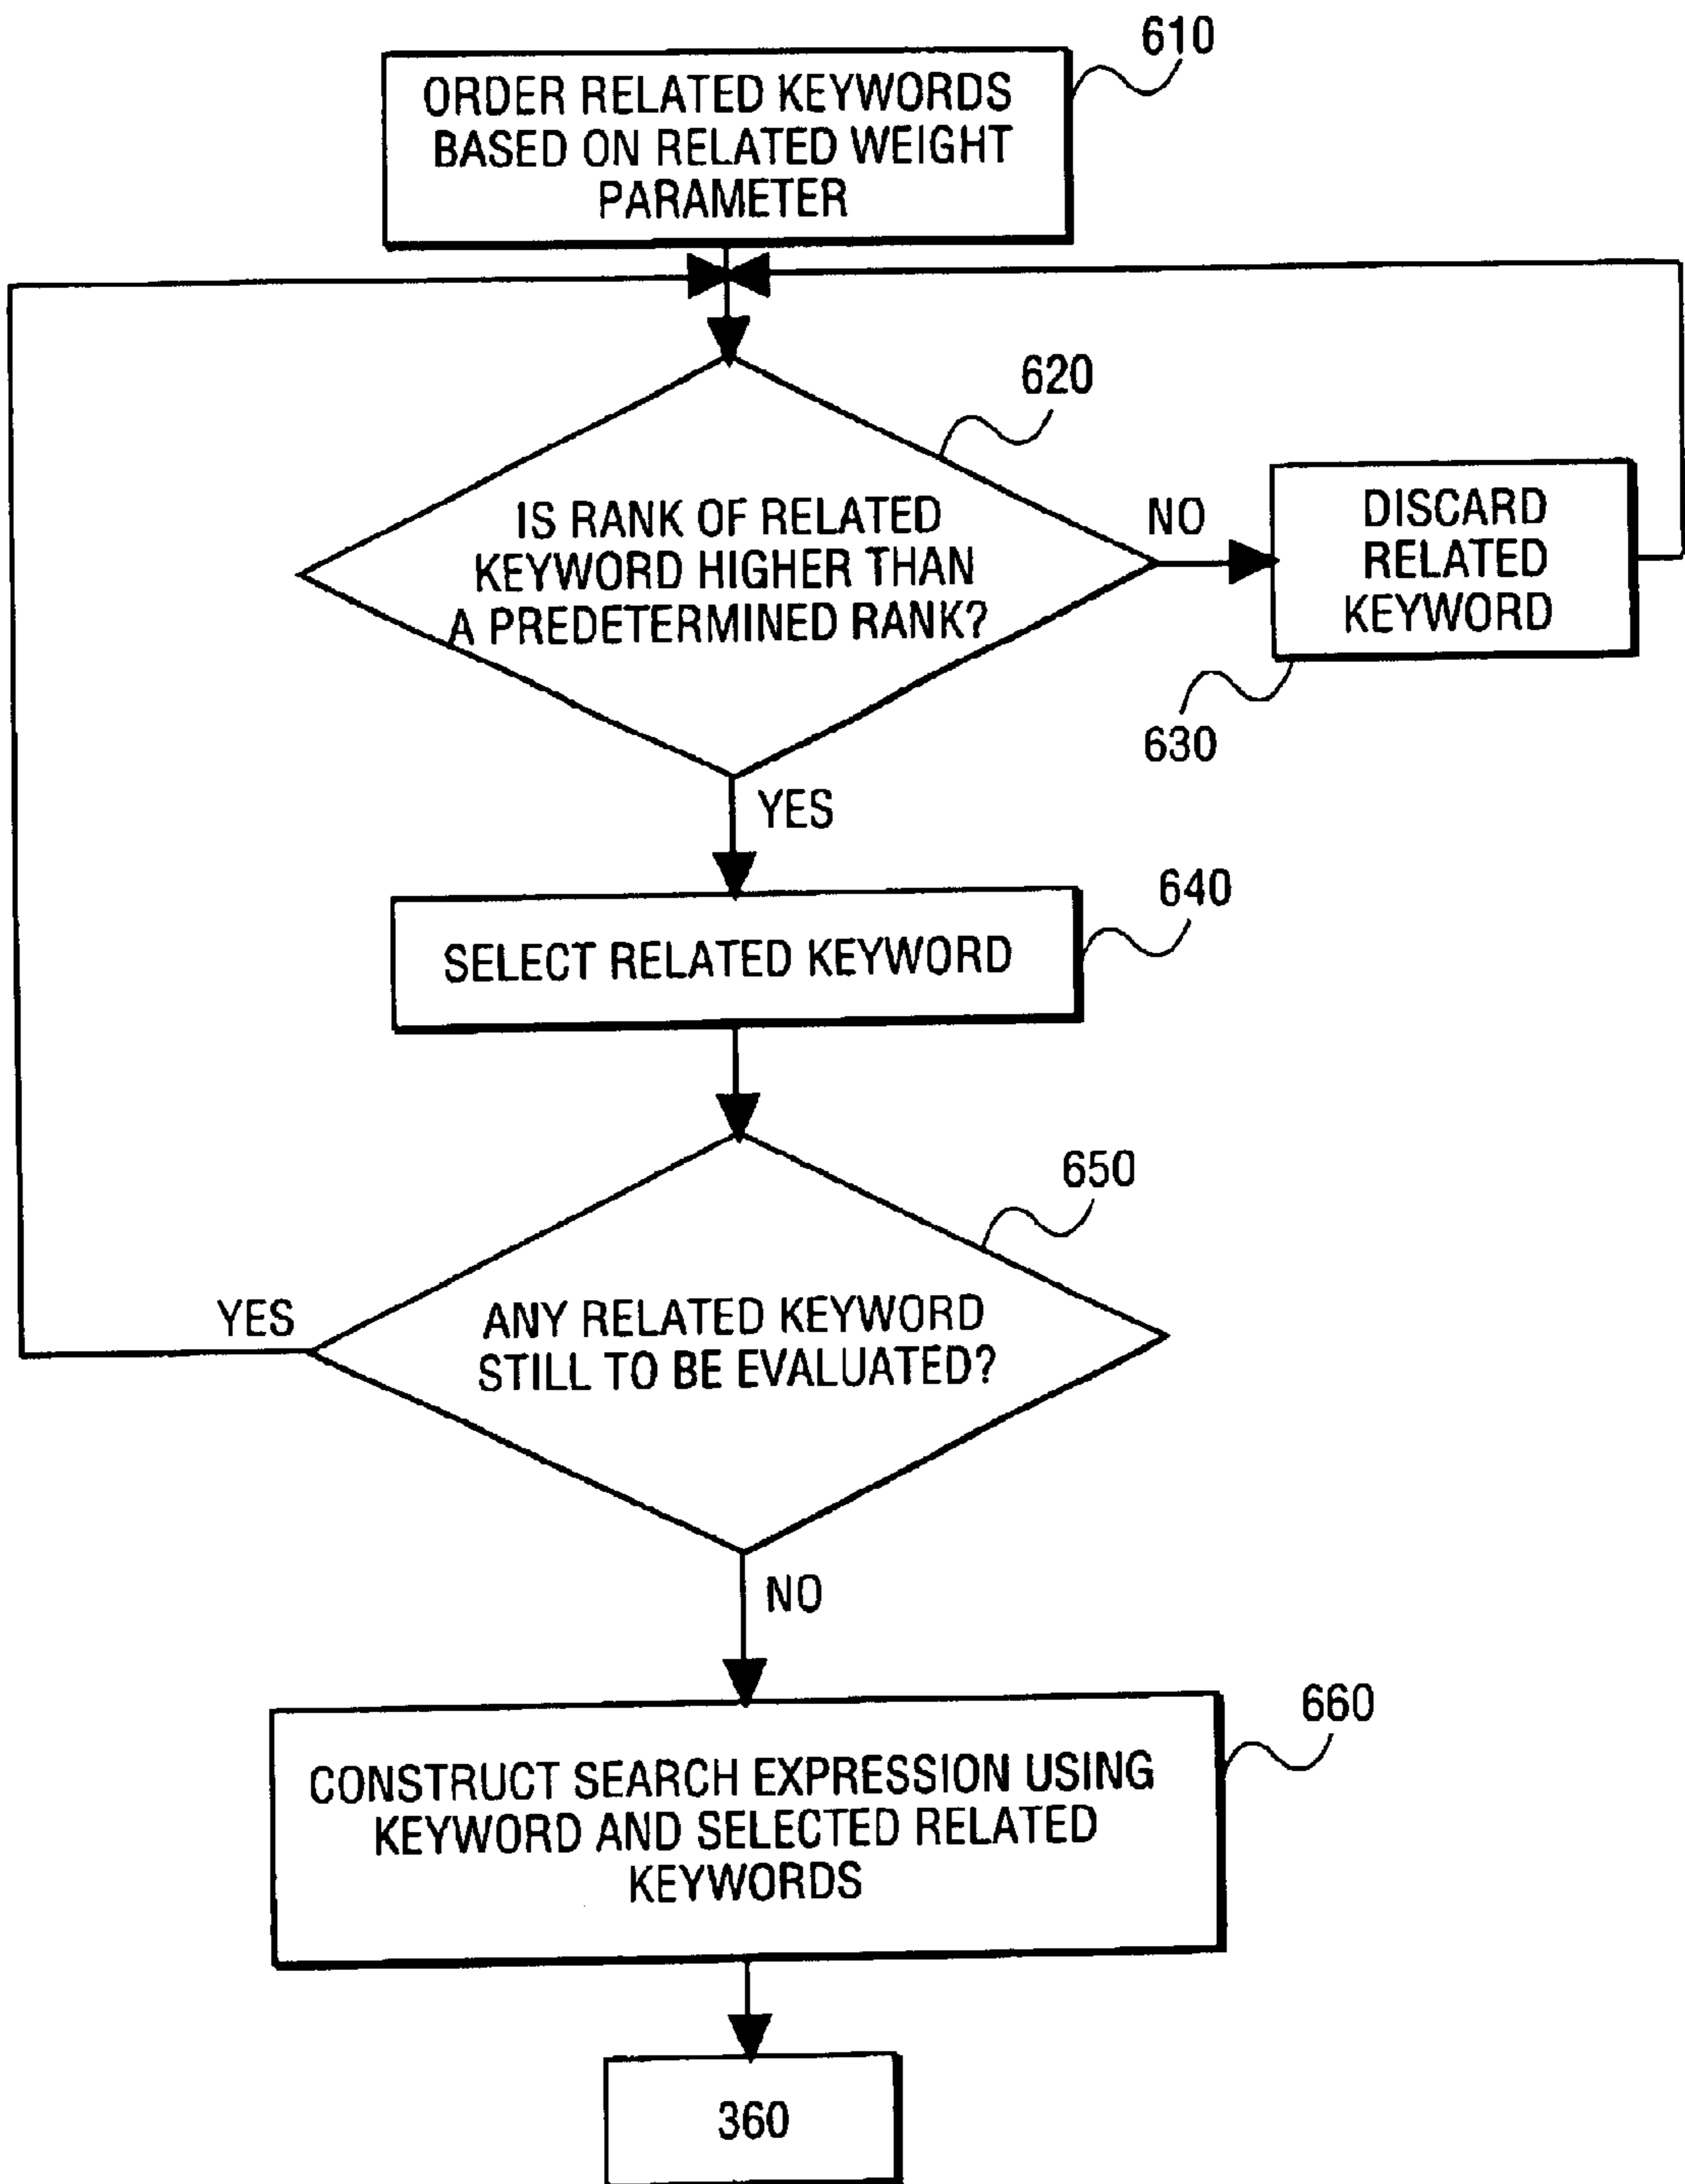 610
ORDER RELATED KEYWORDS
BASED ON RELATED WEIGHT
PARAMETER
620
IS RANK OF RELATED
KEYWORD HIGHER THAN
A PREDETERMINED RANK?
NO
DISCARD
RELATED
KEYWORD
630
YES
640
SELECT RELATED KEYWORD
650
YES
ANY RELATED KEYWORD
STILL TO BE EVALUATED?
NO
660
CONSTRUCT SEARCH EXPRESSION USING
KEYWORD AND SELECTED RELATED
KEYWORDS
360